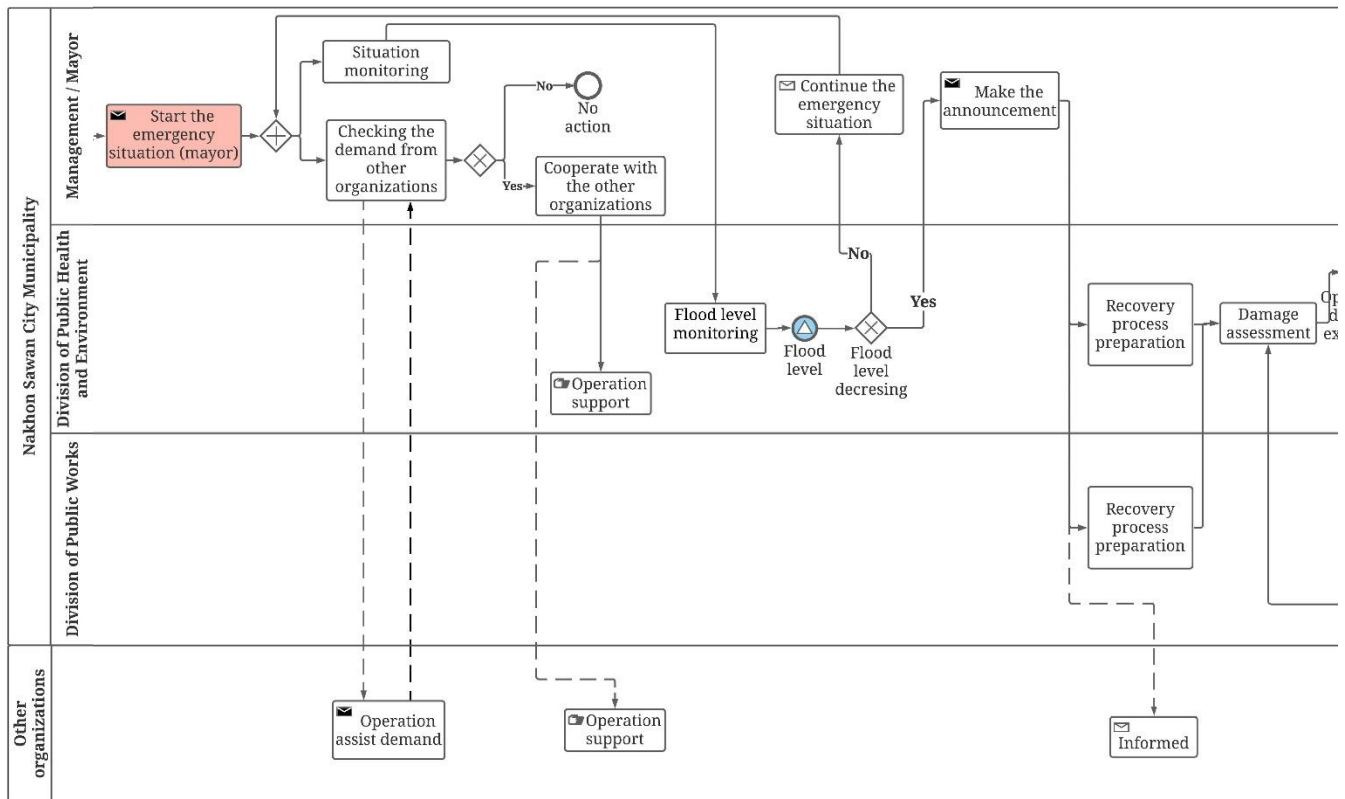 Nakhon Sawan City Municipality
Management / Mayor
Start the
emergency
situation (mayor)
Situation
monitoring
Checking the
demand from
other
organizations
No
No
action
Yes
Cooperate with
the other
organizations
Continue the
emergency
situation
Make the
announcement
Division of Public Health
and Environment
Operation
support
Flood level
monitoring
Flood
level
No
Flood
level
decresing
Yes
Recovery
process
preparation
Damage
assessment
Op
d
ex
Division of Public Works
Recovery
process
preparation
Other
organizations
Operation
assist demand
Operation
support
Informed